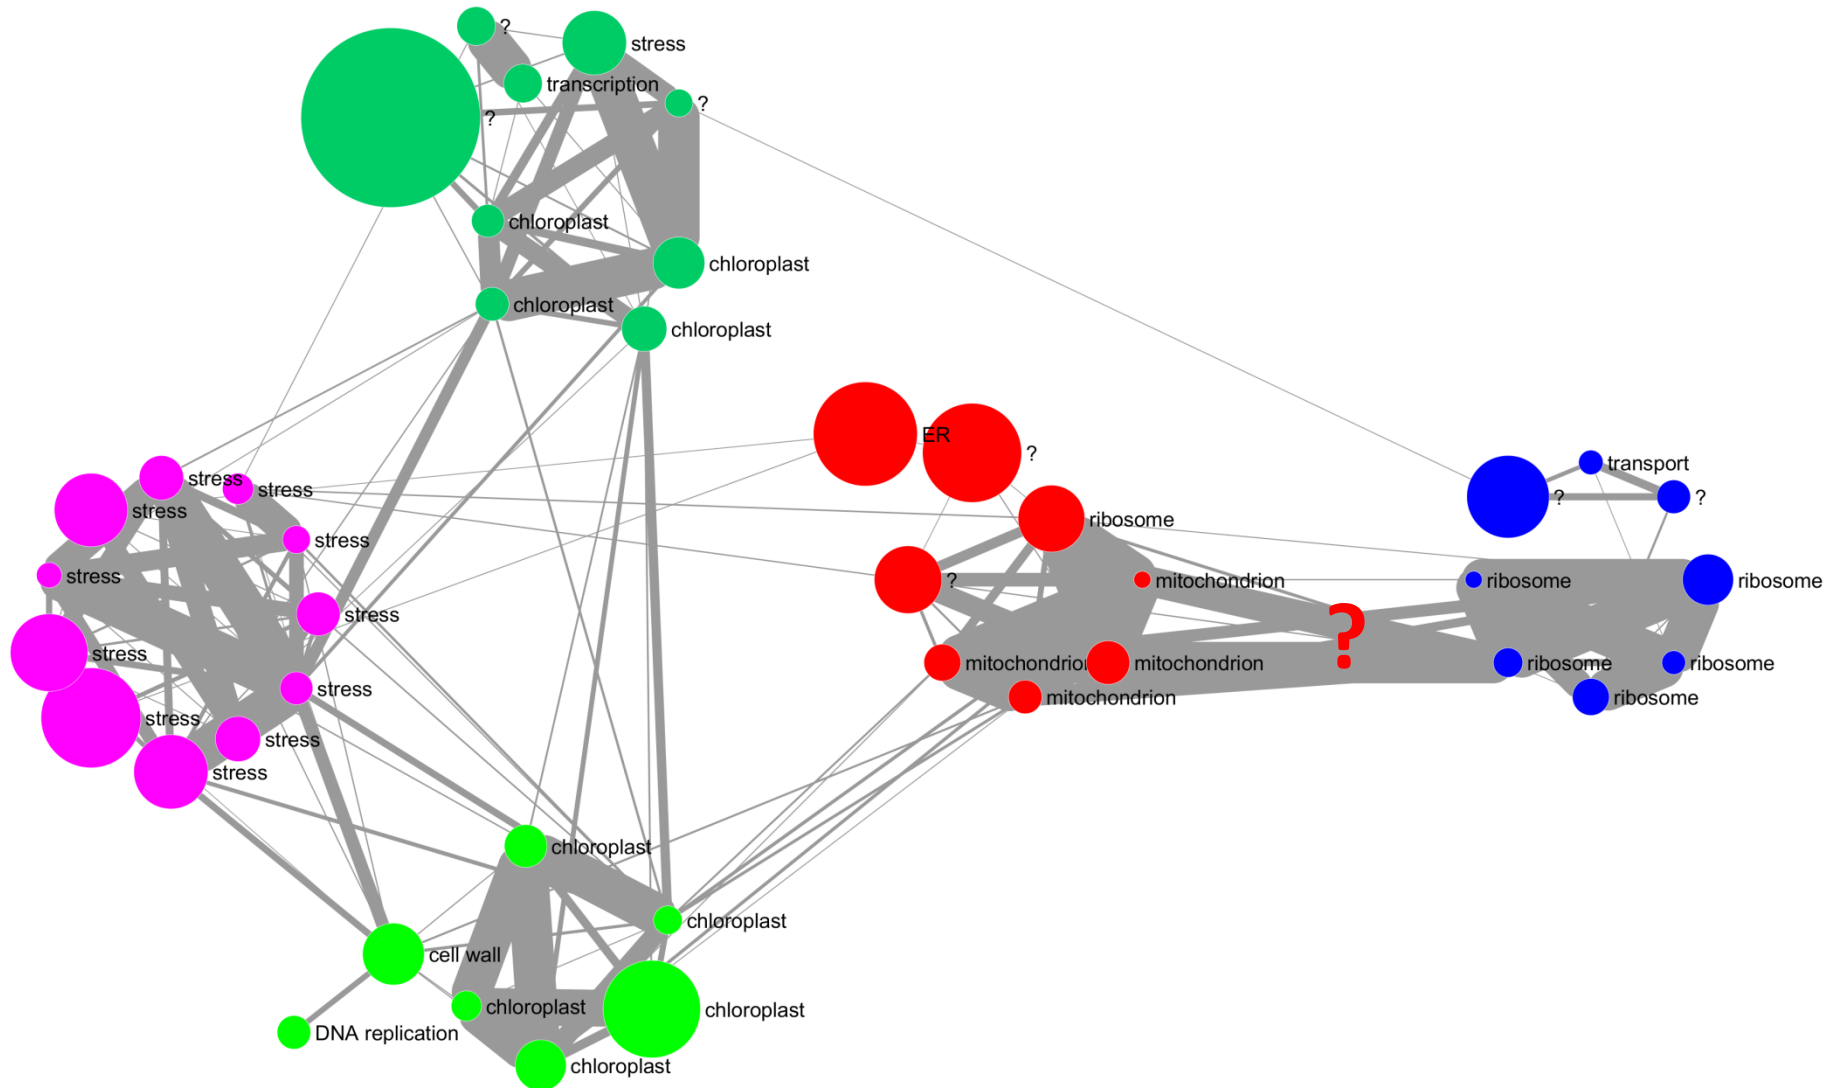 ?
stress
transcription
?
?
chloroplast
chloroplast
chloroplast
chloroplast
ER
?
transport
?
?
stress
stress
stress
stress
stress
stress
stress
stress
stress
stress
stress
ribosome
?
mitochondrion
mitochondrion
mitochondrion
mitochondrion
?
ribosome
ribosome
ribosome
ribosome
ribosome
chloroplast
chloroplast
cell wall
chloroplast
chloroplast
DNA replication
chloroplast